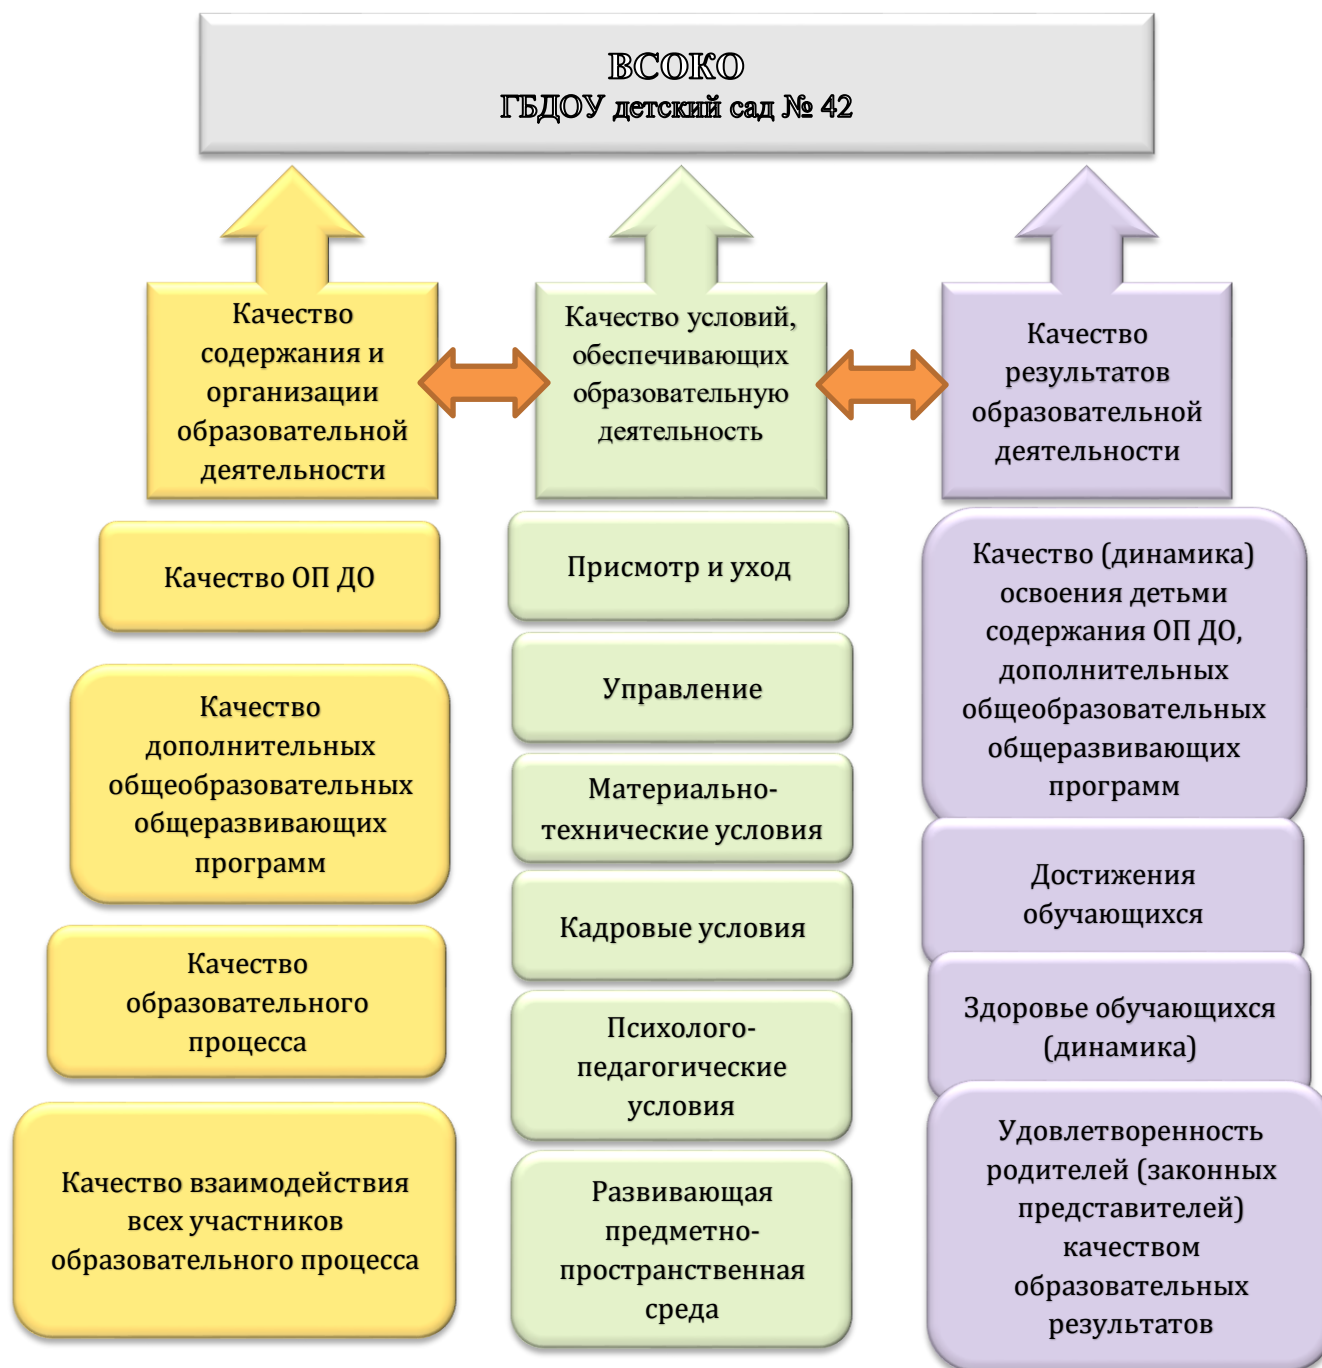 ВСОКО
ГБДОУ детский сад № 42
Качество
содержания и
организации
образовательной
деятельности
Качество ОП ДО
Качество
дополнительных
общеобразовательных
общеразвивающих
программ
Качество
образовательного
процесса
Качество взаимодействия
всех участников
образовательного процесса
Качество условий,
обеспечивающих
образовательную
деятельность
Присмотр и уход
Управление
Материально-
технические условия
Кадровые условия
Психолого-
педагогические
условия
Развивающая
предметно-
пространственная
среда
Качество
результатов
образовательной
деятельности
Качество (динамика)
освоения детьми
содержания ОП ДО,
дополнительных
общеобразовательных
общеразвивающих
программ
Достижения
обучающихся
Здоровье обучающихся
(динамика)
Удовлетворенность
родителей (законных
представителей)
качеством
образовательных
результатов